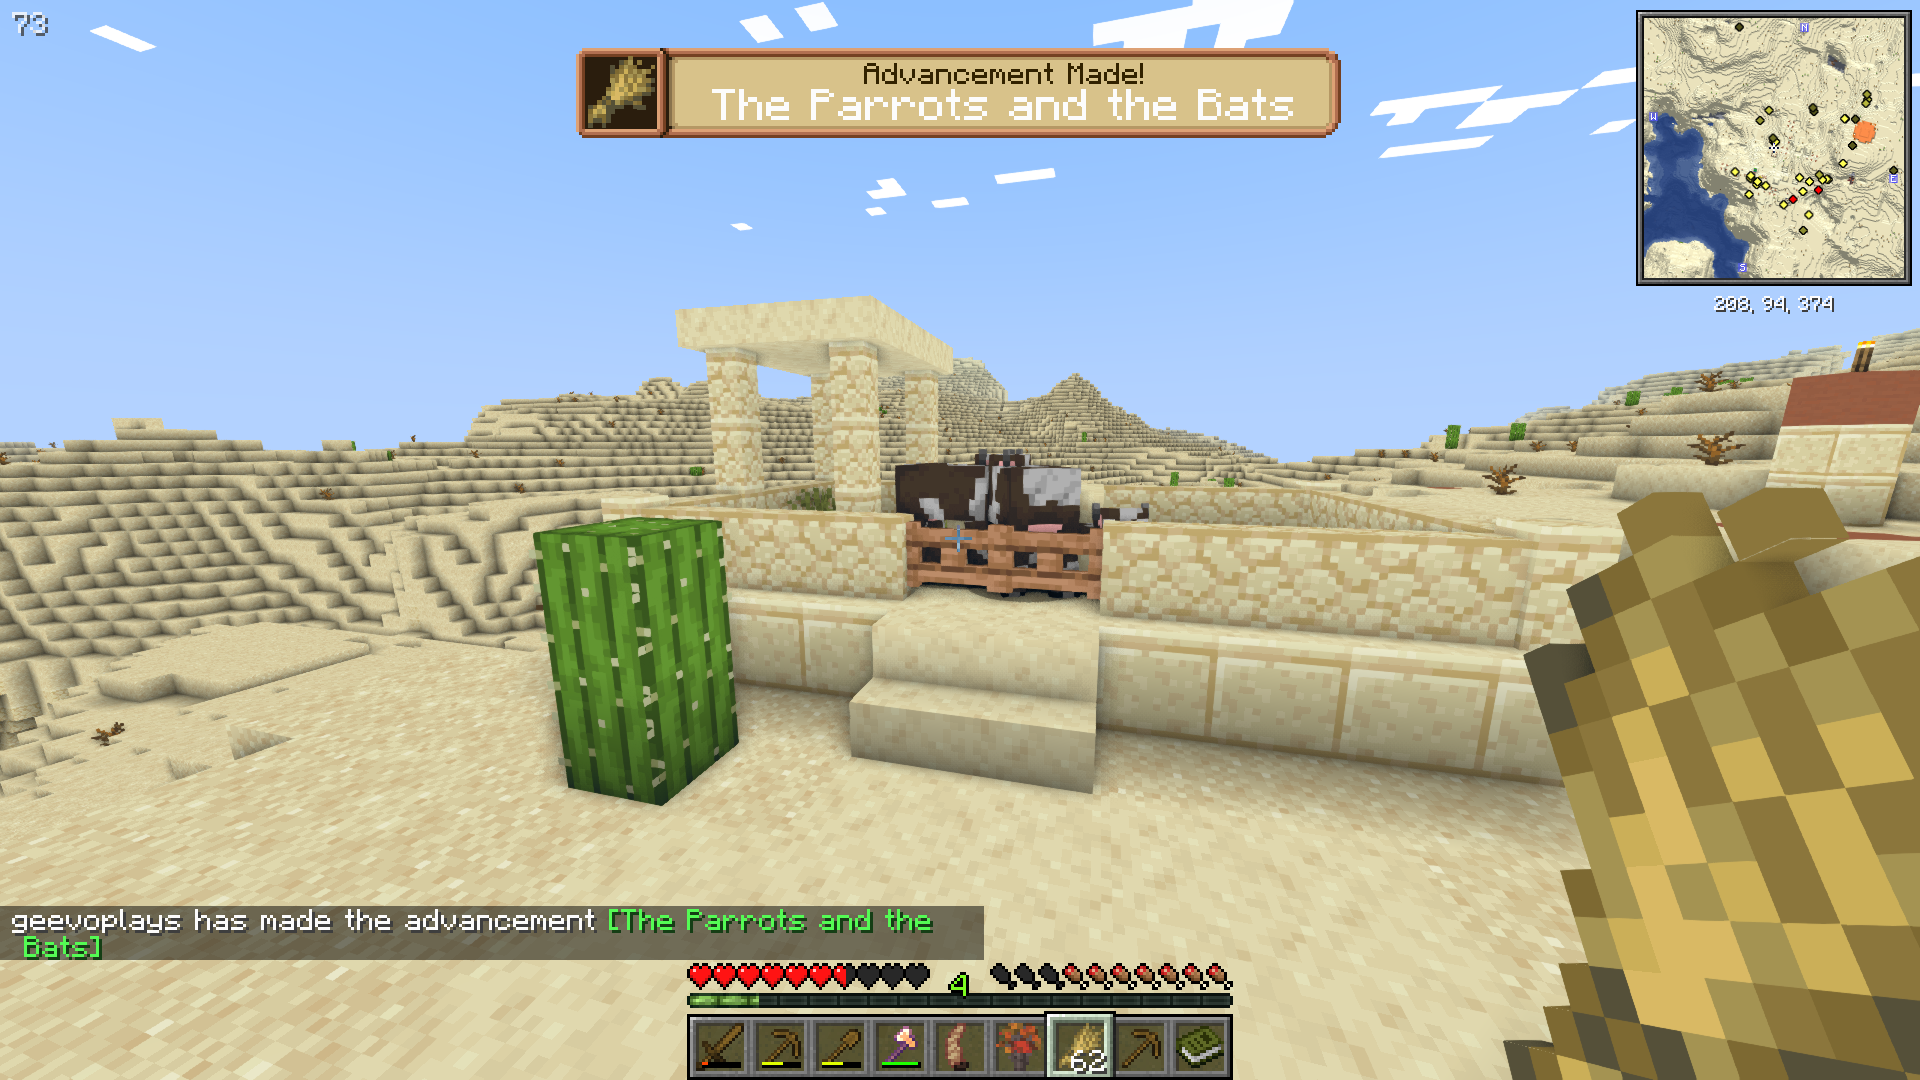 73
Advancement Made!
The Parrots and the Bats
N
W
E
S
208, 94, 374
geevoplays has made the advancement [The Parrots and the
Bats]
4
62